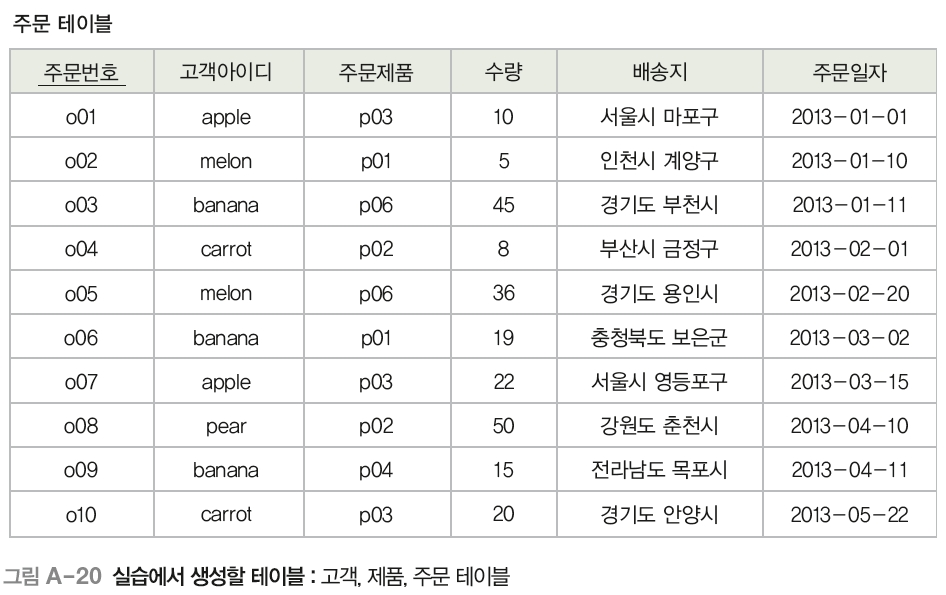 주문 테이블
주문번호 고객아이디 주문제품 수량 배송지 주문일자
o01 apple p03 10 서울시 마포구 2013-01-01
o02 melon p01 5 인천시 계양구 2013-01-10
o03 banana p06 45 경기도 부천시 2013-01-11
o04 carrot p02 8 부산시 금정구 2013-02-01
o05 melon p06 36 경기도 용인시 2013-02-20
o06 banana p01 19 충청북도 보은군 2013-03-02
o07 apple p03 22 서울시 영등포구 2013-03-15
o08 pear p02 50 강원도 춘천시 2013-04-10
o09 banana p04 15 전라남도 목포시 2013-04-11
o10 carrot p03 20 경기도 안양시 2013-05-22
그림 A-20 실습에서 생성할 테이블 : 고객, 제품, 주문 테이블